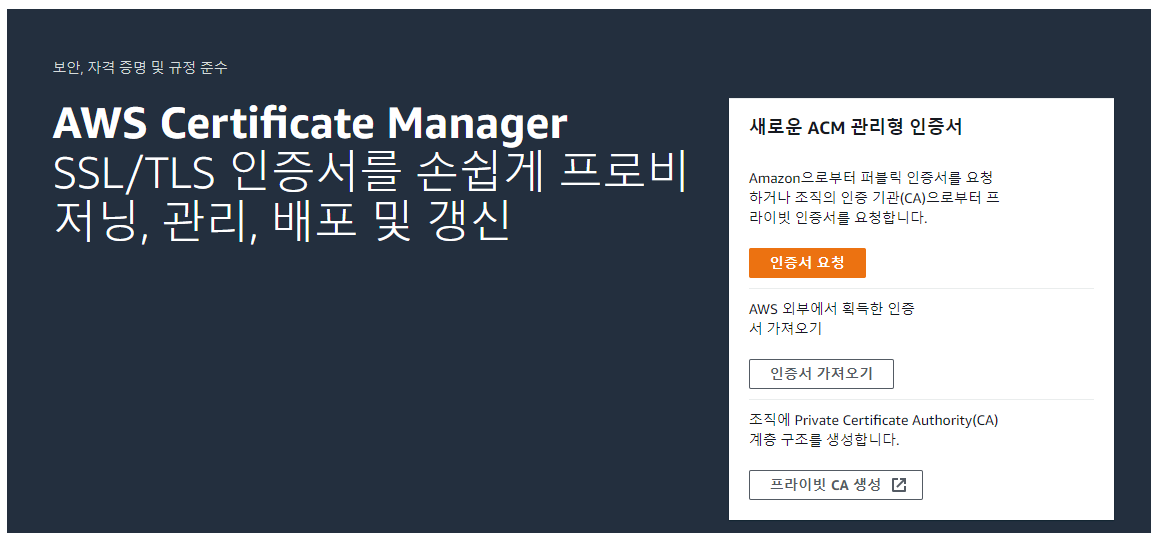 보안, 자격 증명 및 규정 준수
AWS Certificate Manager
SSL/TLS 인증서를 손쉽게 프로비
저닝, 관리, 배포 및 갱신
새로운 ACM 관리형 인증서
Amazon으로부터 퍼블릭 인증서를 요청
하거나 조직의 인증 기관(CA)으로부터 프
라이빗 인증서를 요청합니다.
인증서 요청
AWS 외부에서 획득한 인증
서 가져오기
인증서 가져오기
조직에 Private Certificate Authority(CA)
계층 구조를 생성합니다.
프라이빗 CA 생성